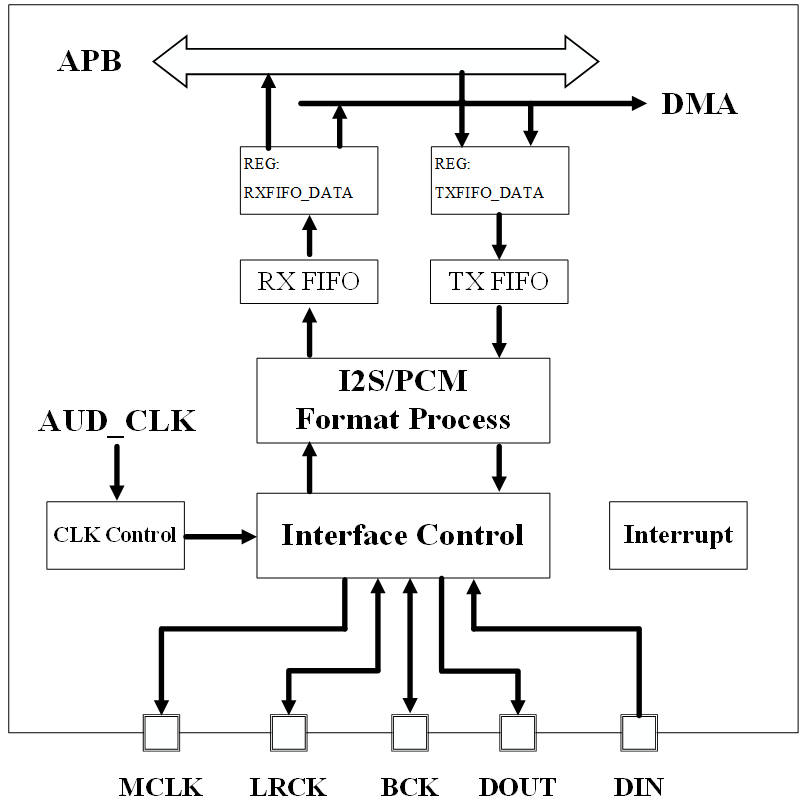 APB
DMA
REG:
RXFIFO_DATA
REG:
TXFIFO_DATA
RX FIFO
TX FIFO
I2S/PCM
Format Process
AUD_CLK
CLK Control
Interface Control
Interrupt
MCLK
LRCK
BCK
DOUT
DIN